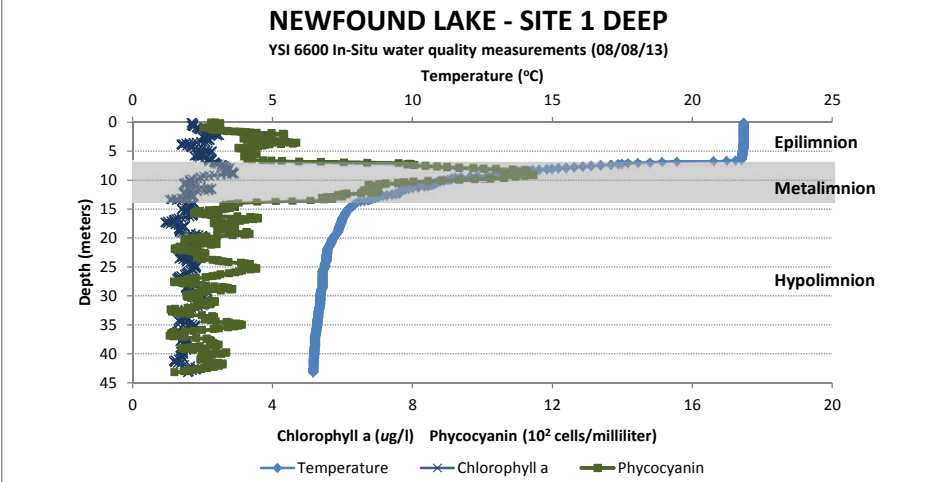 NEWFOUND LAKE - SITE 1 DEEP
YSI 6600 In-Situ water quality measurements (08/08/13)
Temperature (ᵒC)
0 5 10 15 20 25
0
5
10
15
20
25
30
35
40
45
Depth (meters)
Epilimnion
Metalimnion
Hypolimnion
0 4 8 12 16 20
Chlorophyll a (ug/l) Phycocyanin (10² cells/milliliter)
Temperature Chlorophyll a Phycocyanin